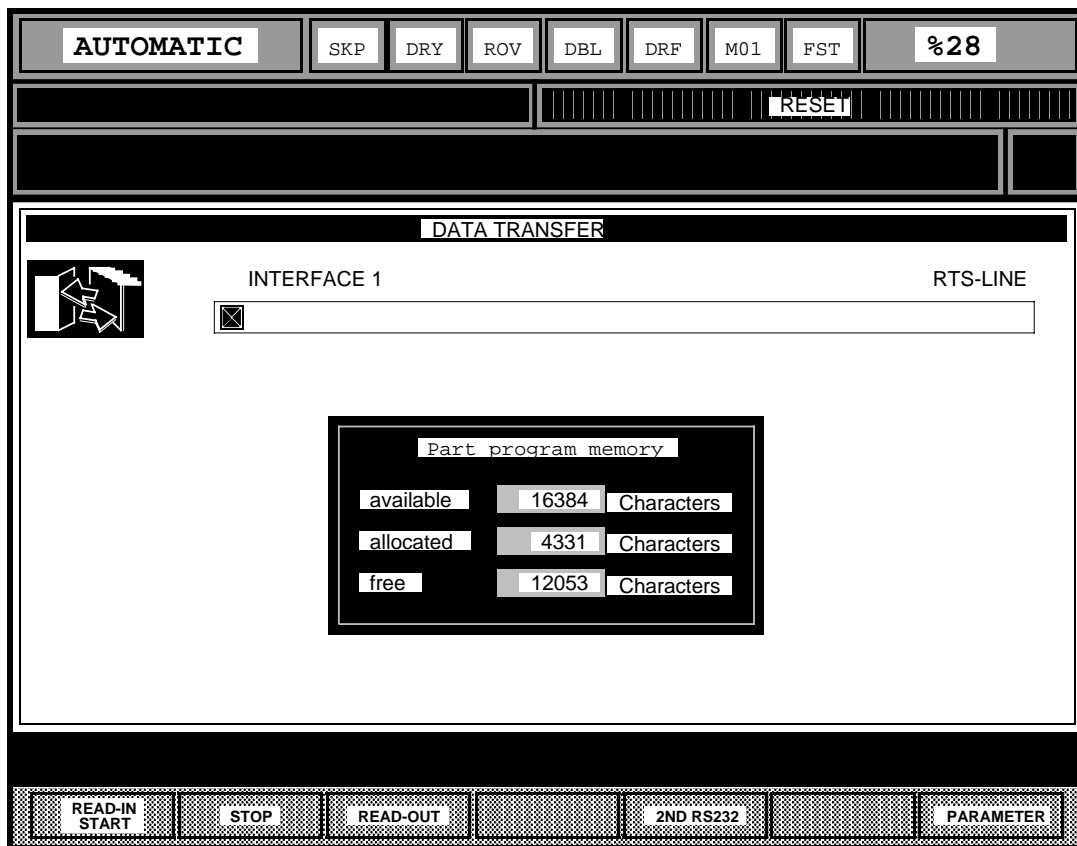 AUTOMATIC SKP DRY ROV DBL DRF M01 FST %28
RESET
DATA TRANSFER
INTERFACE 1 RTS-LINE
Part program memory
available 16384 Characters
allocated 4331 Characters
free 12053 Characters
READ-IN START STOP READ-OUT 2ND RS232 PARAMETER